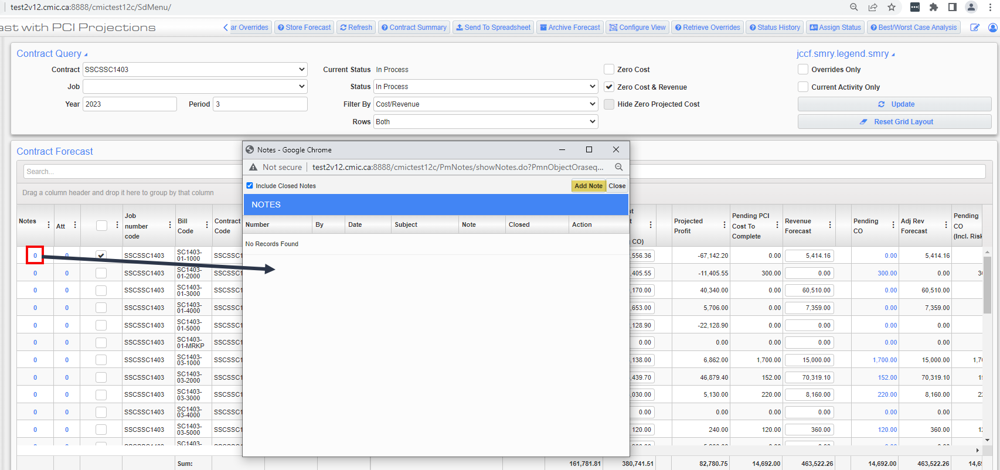 test2v12.cmic.ca:8888/cmictest12c/SdMenu/
ast with PCI Projections
ar Overrides
Store Forecast
Refresh
Contract Summary
Send To Spreadsheet
Archive Forecast
Configure View
Retrieve Overrides
Status History
Assign Status
Best/Worst Case Analysis
Contract Query
jccf.smry.legend.smry
Contract SSCSSC1403
Current Status In Process
Zero Cost
Overrides Only
Job
Status In Process
Zero Cost & Revenue
Current Activity Only
Year 2023 Period 3
Filter By Cost/Revenue
Hide Zero Projected Cost
Update
Rows Both
Reset Grid Layout
Contract Forecast
Search...
Drag a column header and drop it here to group by that column
Notes - Google Chrome
Not secure test2v12.cmic.ca:8888/cmictest12c/PmNotes/showNotes.do?PmnObjectOraseq...
Include Closed Notes
Add Note Close
NOTES
Number By Date Subject Note Closed Action
No Records Found
Notes
Att
Job number code
Bill Code
Contract Code
CO)
Projected Profit
Pending PCI Cost To Complete
Revenue Forecast
Pending CO
Adj Rev Forecast
Pending CO (Incl. Risk
0 0 SSCSSC1403 SC1403-01-1000 SSCSSC1 ,556.36 -67,142.20 0.00 5,414.16 0.00 5,414.16
0 0 SSCSSC1403 SC1403-01-2000 SSCSSC1 ,405.55 -11,405.55 300.00 0.00 300.00 0.00 30
0 0 SSCSSC1403 SC1403-01-3000 SSCSSC1 ,170.00 40,340.00 0.00 60,510.00 0.00 60,510.00
0 0 SSCSSC1403 SC1403-01-4000 SSCSSC1 ,653.00 5,706.00 0.00 7,359.00 0.00 7,359.00
0 0 SSCSSC1403 SC1403-01-5000 SSCSSC1 ,128.90 -22,128.90 0.00 0.00 0.00 0.00
0 0 SSCSSC1403 SC1403-01-MRKP SSCSSC1 0.00 0.00 0.00 0.00 0.00 0.00
0 0 SSCSSC1403 SC1403-03-1000 SSCSSC1 ,138.00 6,862.00 1,700.00 15,000.00 1,700.00 15,000.00 1,70
0 0 SSCSSC1403 SC1403-03-2000 SSCSSC1 ,439.70 46,879.40 152.00 70,319.10 152.00 70,319.10 15
0 0 SSCSSC1403 SC1403-03-3000 SSCSSC1 ,030.00 5,130.00 220.00 8,160.00 220.00 8,160.00 22
0 0 SSCSSC1403 SC1403-03-4000 SSCSSC1 0.00 0.00 0.00 0.00 0.00 0.00
0 0 SSCSSC1403 SC1403-03-5000 SSCSSC1 120.00 240.00 120.00 360.00 120.00 360.00 12
SC1403-
Sum: 161,781.81 380,741.51 82,780.75 14,692.00 463,522.26 14,692.00 463,522.26 14,69